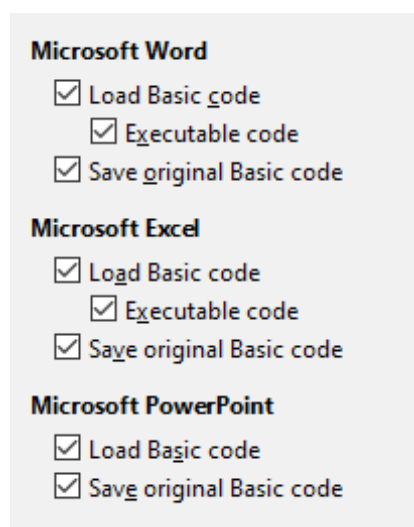 Microsoft Word
Load Basic code
Executable code
Save original Basic code
Microsoft Excel
Load Basic code
Executable code
Save original Basic code
Microsoft PowerPoint
Load Basic code
Save original Basic code